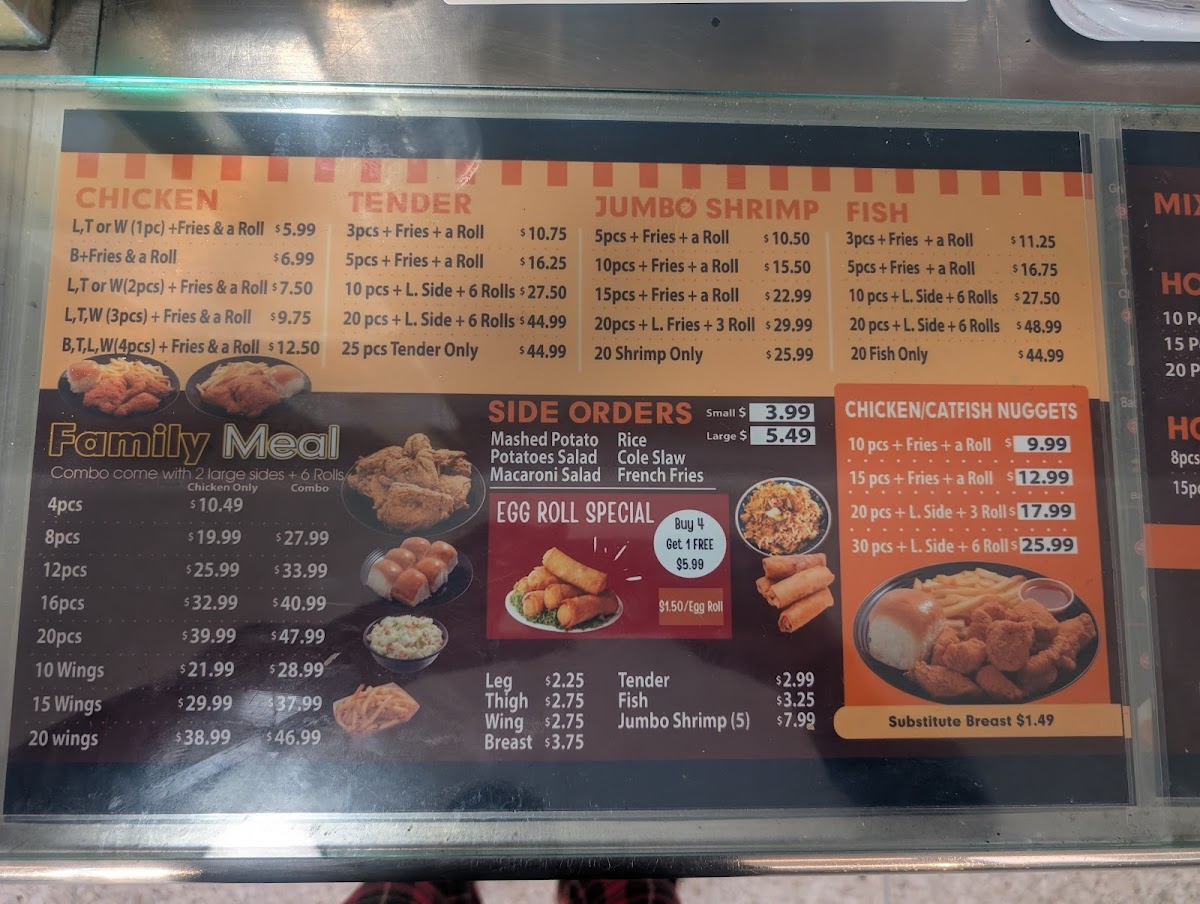 CHICKEN
L,T or W (1pc) +Fries & a Roll $5.99
B+Fries & a Roll $6.99
L,T or W(2pcs) + Fries & a Roll $7.50
L,T,W (3pcs) + Fries & a Roll $9.75
B,T,L,W(4pcs) + Fries & a Roll $12.50
TENDER
3pcs + Fries + a Roll $10.75
5pcs + Fries + a Roll $16.25
10 pcs + L. Side + 6 Rolls $27.50
20 pcs + L. Side + 6 Rolls $44.99
25 pcs Tender Only $44.99
JUMBO SHRIMP
5pcs + Fries + a Roll $10.50
10pcs + Fries + a Roll $15.50
15pcs + Fries + a Roll $22.99
20pcs + L. Fries + 3 Roll $29.99
20 Shrimp Only $25.99
FISH
3pcs + Fries + a Roll $11.25
5pcs + Fries + a Roll $16.75
10 pcs + L. Side + 6 Rolls $27.50
20 pcs + L. Side + 6 Rolls $48.99
20 Fish Only $44.99
Family Meal
Combo come with 2 large sides + 6 Rolls
Chicken Only Combo
4pcs $10.49
8pcs $19.99 $27.99
12pcs $25.99 $33.99
16pcs $32.99 $40.99
20pcs $39.99 $47.99
10 Wings $21.99 $28.99
15 Wings $29.99 $37.99
20 wings $38.99 $46.99
SIDE ORDERS
Small $ 3.99
Large $ 5.49
Mashed Potato Rice
Potatoes Salad Cole Slaw
Macaroni Salad French Fries
EGG ROLL SPECIAL
Buy 4
Get 1 FREE
$5.99
$1.50/Egg Roll
Leg $2.25
Thigh $2.75
Wing $2.75
Breast $3.75
Tender $2.99
Fish $3.25
Jumbo Shrimp (5) $7.99
CHICKEN/CATFISH NUGGETS
10 pcs + Fries + a Roll $ 9.99
15 pcs + Fries + a Roll $ 12.99
20 pcs + L. Side + 3 Roll $ 17.99
30 pcs + L. Side + 6 Roll $ 25.99
Substitute Breast $1.49
10
15
20
8pcs